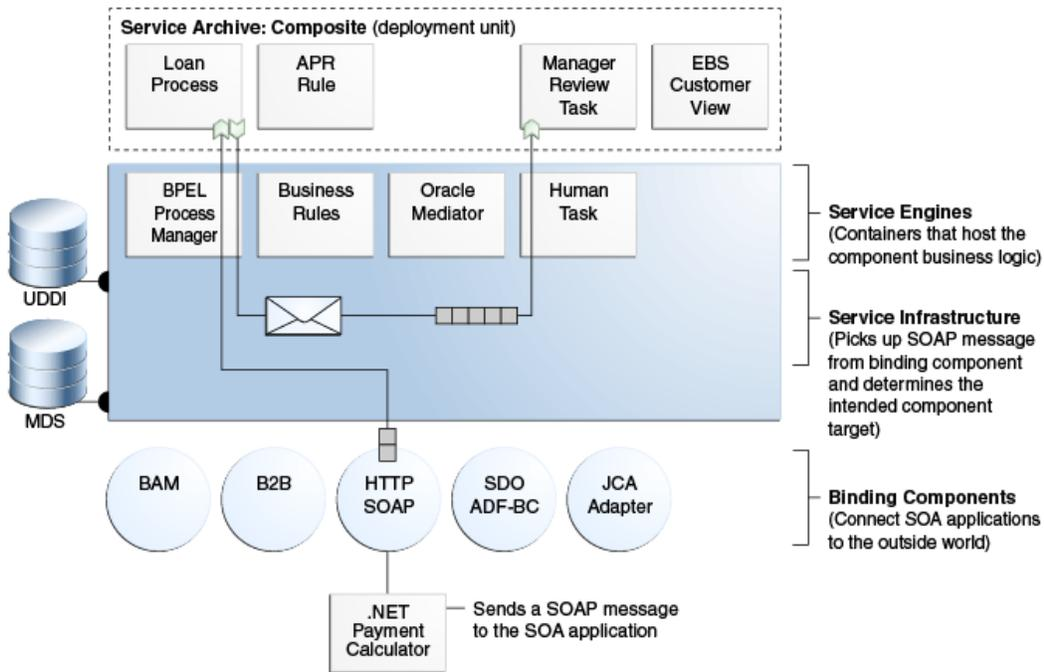 Service Archive: Composite (deployment unit)
Loan
Process
APR
Rule
Manager
Review
Task
EBS
Customer
View
BPEL
Process
Manager
Business
Rules
Oracle
Mediator
Human
Task
Service Engines
(Containers that host the
component business logic)
UDDI
Service Infrastructure
(Picks up SOAP message
from binding component
and determines the
intended component
target)
MDS
BAM
B2B
HTTP
SOAP
SDO
ADF-BC
JCA
Adapter
Binding Components
(Connect SOA applications
to the outside world)
.NET
Payment
Calculator
Sends a SOAP message
to the SOA application